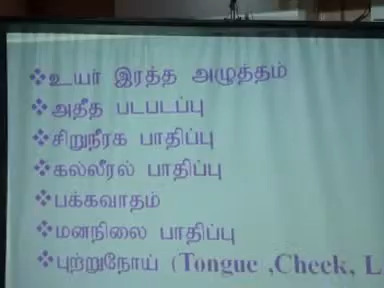 ❖உயர் இரத்த அழுத்தம்
❖அதீத படபடப்பு
❖சிறுநீரக பாதிப்பு
❖கல்லீரல் பாதிப்பு
❖பக்கவாதம்
❖மனநிலை பாதிப்பு
❖புற்றுநோய் (Tongue ,Cheek, L